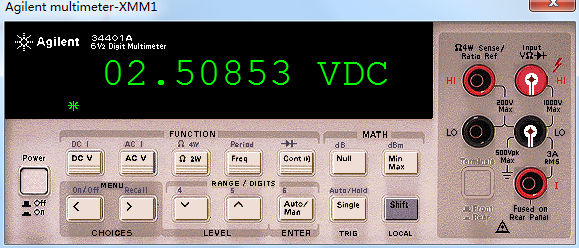 Agilent multimeter-XMM1
Agilent 34401A
6½ Digit Multimeter
02.50853 VDC
Ω4W Sense/
Ratio Ref
Input
VΩ
HI
HI
200V
Max
1000V
Max
LO
LO
500Vpk
Max
3A
RMS
I
Terminals
Front
Rear
Fused on
Rear Panal
Power
Off
On
FUNCTION
MATH
DC I
AC I
Ω 4W
Period
dB
dBm
DC V
AC V
Ω 2W
Freq
Cont
Null
Min
Max
MENU
RANGE / DIGITS
On/Off
Recall
4
5
6
Auto/Hold
<
>
Auto/
Man
Single
Shift
CHOICES
LEVEL
ENTER
TRIG
LOCAL